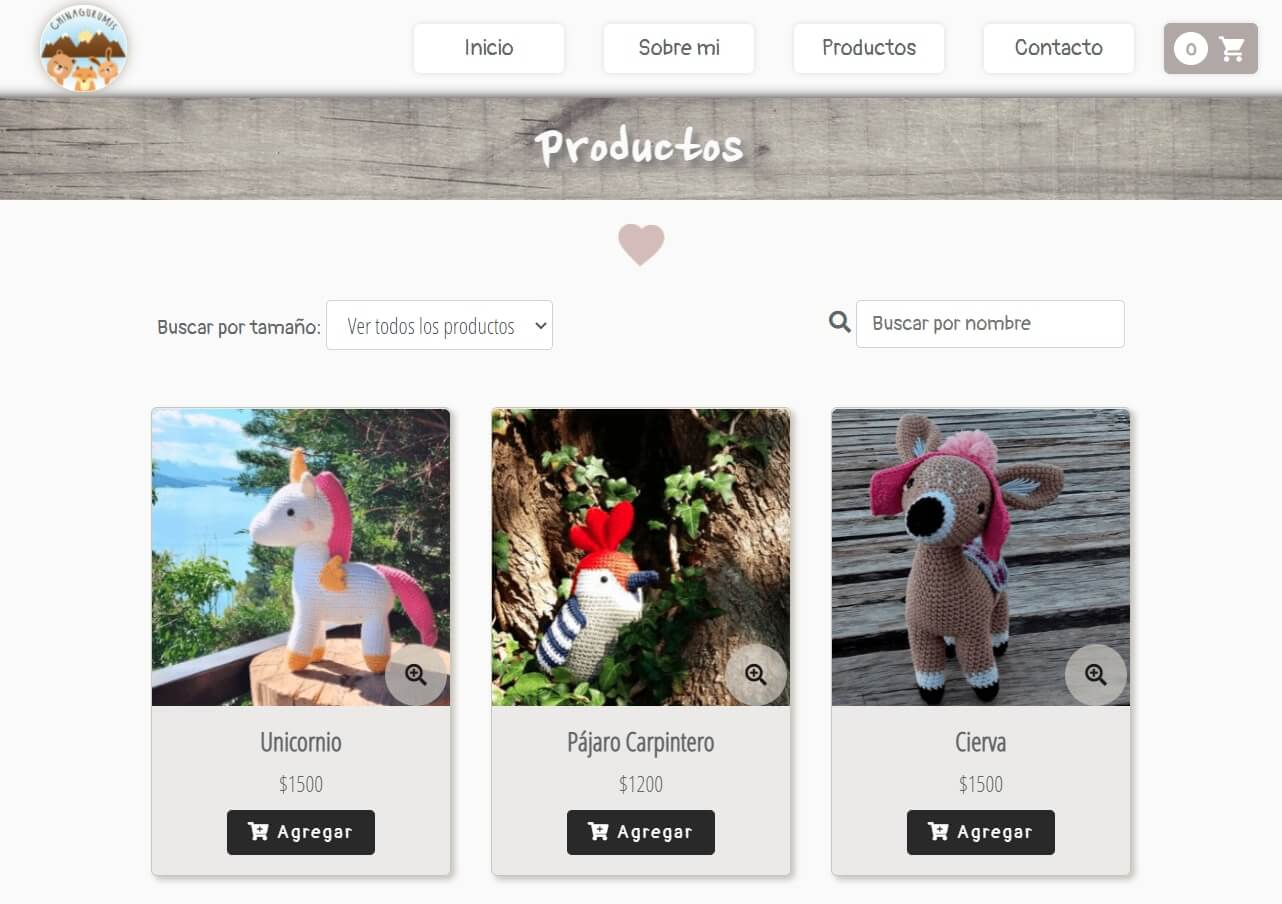 CHINAGURUMIS
Inicio
Sobre mi
Productos
Contacto
0
Productos
Buscar por tamaño:
Ver todos los productos
Buscar por nombre
Unicornio
$1500
Agregar
Pájaro Carpintero
$1200
Agregar
Cierva
$1500
Agregar